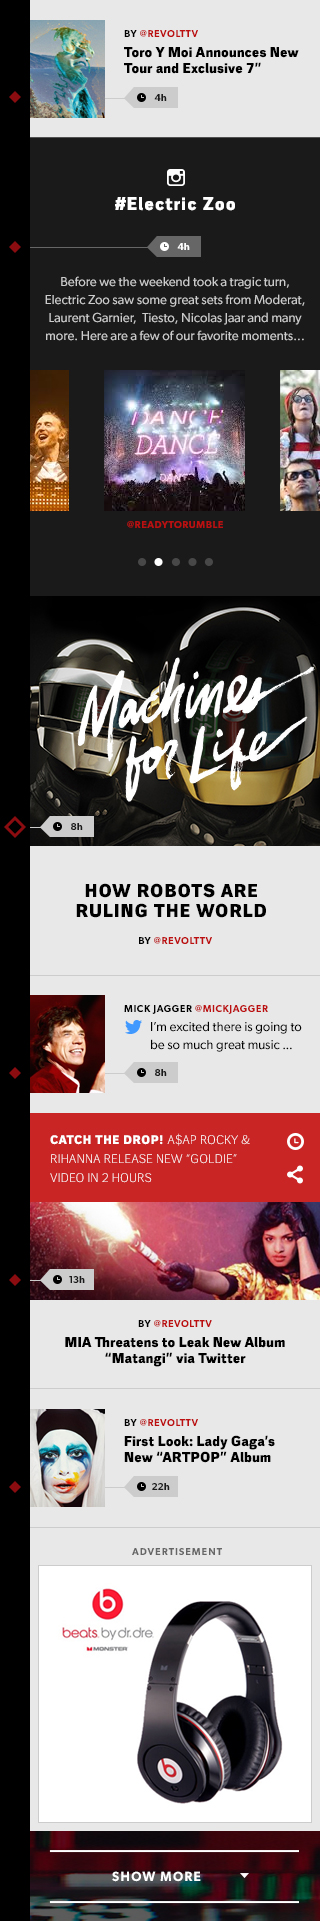 BY @REVOLTTV
Toro Y Moi Announces New
Tour and Exclusive 7”
4h
#Electric Zoo
4h
Before we the weekend took a tragic turn,
Electric Zoo saw some great sets from Moderat,
Laurent Garnier, Tiesto, Nicolas Jaar and many
more. Here are a few of our favorite moments...
DANCE
DANCE
DANC
@READYTORUMBLE
Machines
for Life
8h
HOW ROBOTS ARE
RULING THE WORLD
BY @REVOLTTV
MICK JAGGER @MICKJAGGER
I’m excited there is going to
be so much great music ...
8h
CATCH THE DROP! A$AP ROCKY &
RIHANNA RELEASE NEW “GOLDIE”
VIDEO IN 2 HOURS
13h
BY @REVOLTTV
MIA Threatens to Leak New Album
“Matangi” via Twitter
BY @REVOLTTV
First Look: Lady Gaga’s
New “ARTPOP” Album
22h
ADVERTISEMENT
b
beats by dr. dre
MONSTER
b
SHOW MORE